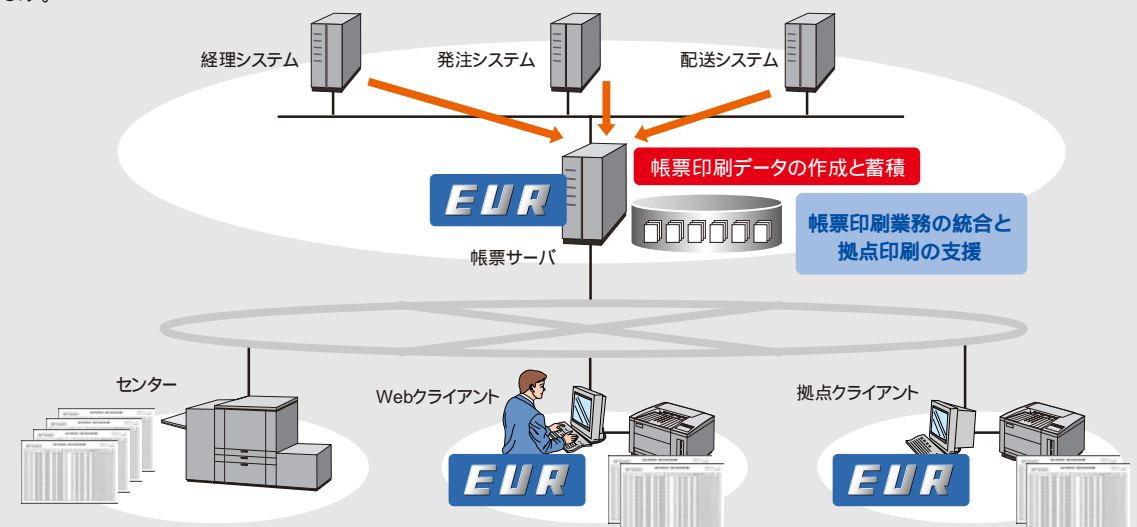 経理システム
発注システム
配送システム
帳票印刷データの作成と蓄積
EUR
帳票印刷業務の統合と
拠点印刷の支援
帳票サーバ
センター
Webクライアント
拠点クライアント
EUR
EUR